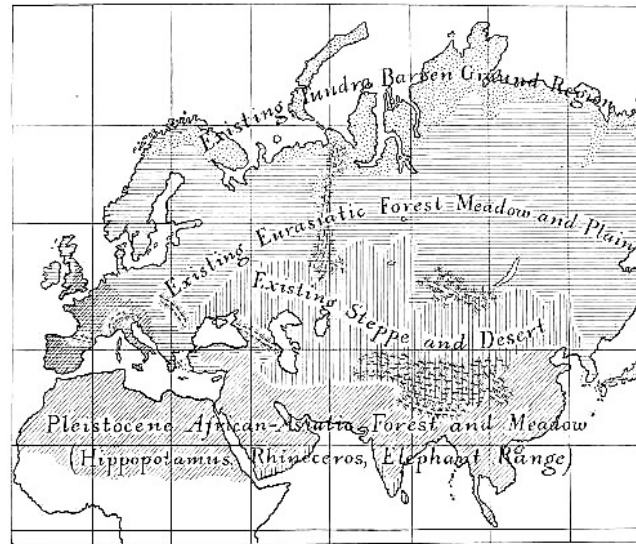 Existing Tundra Barren Ground Region
Existing Eurasiatic Forest-Meadow and Plain
Existing Steppe and Desert
Pleistocene African-Asiatic Forest and Meadow
(Hippopotamus, Rhinoceros, Elephant Range)